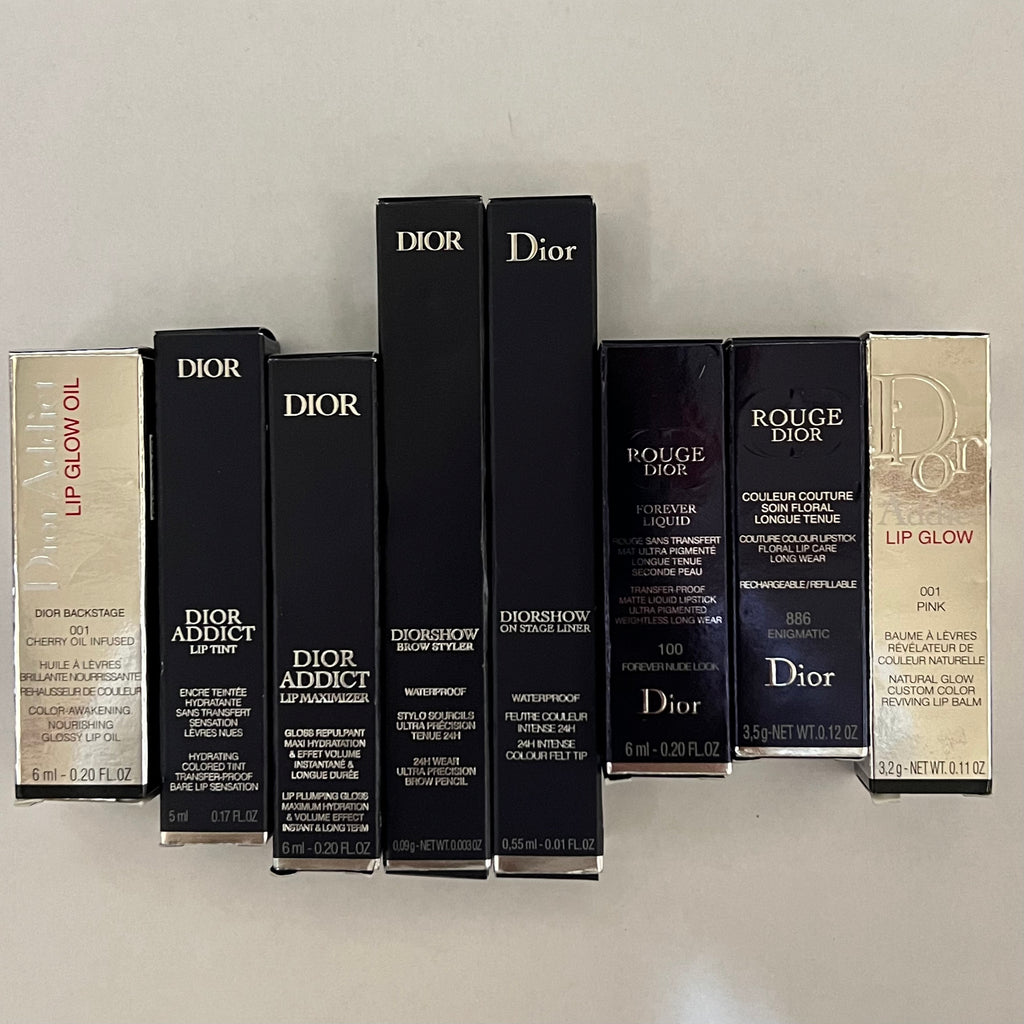 Dior Addict
LIP GLOW OIL
DIOR BACKSTAGE
001
CHERRY OIL INFUSED
HUILE À LÈVRES
BRILLANTE NOURRISSANTE
REHAUSSEUR DE COULEUR
COLOR-AWAKENING
NOURISHING
GLOSSY LIP OIL
6 ml - 0.20 FL.OZ
DIOR
DIOR
ADDICT
LIP TINT
ENCRE TEINTÉE
HYDRATANTE
SANS TRANSFERT
SENSATION
LÈVRES NUES
HYDRATING
COLORED TINT
TRANSFER-PROOF
BARE LIP SENSATION
5 ml 0.17 FL.OZ
DIOR
DIOR
ADDICT
LIP MAXIMIZER
GLOSS REPULPANT
MAXI HYDRATATION
& EFFET VOLUME
INSTANTANÉ &
LONGUE DURÉE
LIP PLUMPING GLOSS
MAXIMUM HYDRATION
& VOLUME EFFECT
INSTANT & LONG TERM
6 ml - 0.20 FL.OZ
DIOR
DIORSHOW
BROW STYLER
WATERPROOF
STYLO SOURCILS
ULTRA PRÉCISION
TENUE 24H
24H WEAR
ULTRA PRECISION
BROW PENCIL
0,09g - NET WT. 0.003 OZ
Dior
DIORSHOW
ON STAGE LINER
WATERPROOF
FEUTRE COULEUR
INTENSE 24H
24H INTENSE
COLOUR FELT TIP
0,55 ml - 0.01 FL.OZ
ROUGE
DIOR
FOREVER
LIQUID
ROUGE SANS TRANSFERT
MAT ULTRA PIGMENTÉ
LONGUE TENUE
SECONDE PEAU
TRANSFER-PROOF
MATTE LIQUID LIPSTICK
ULTRA PIGMENTED
WEIGHTLESS LONG WEAR
100
FOREVER NUDE LOOK
Dior
6 ml - 0.20 FL.OZ
ROUGE
DIOR
COULEUR COUTURE
SOIN FLORAL
LONGUE TENUE
COUTURE COLOUR LIPSTICK
FLORAL LIP CARE
LONG WEAR
RECHARGEABLE/REFILLABLE
886
ENIGMATIC
Dior
3,5g - NET WT. 0.12 OZ
Dior
Addict
LIP GLOW
001
PINK
BAUME À LÈVRES
RÉVÉLATEUR DE
COULEUR NATURELLE
NATURAL GLOW
CUSTOM COLOR
REVIVING LIP BALM
3,2 g - NET WT. 0.11 OZ